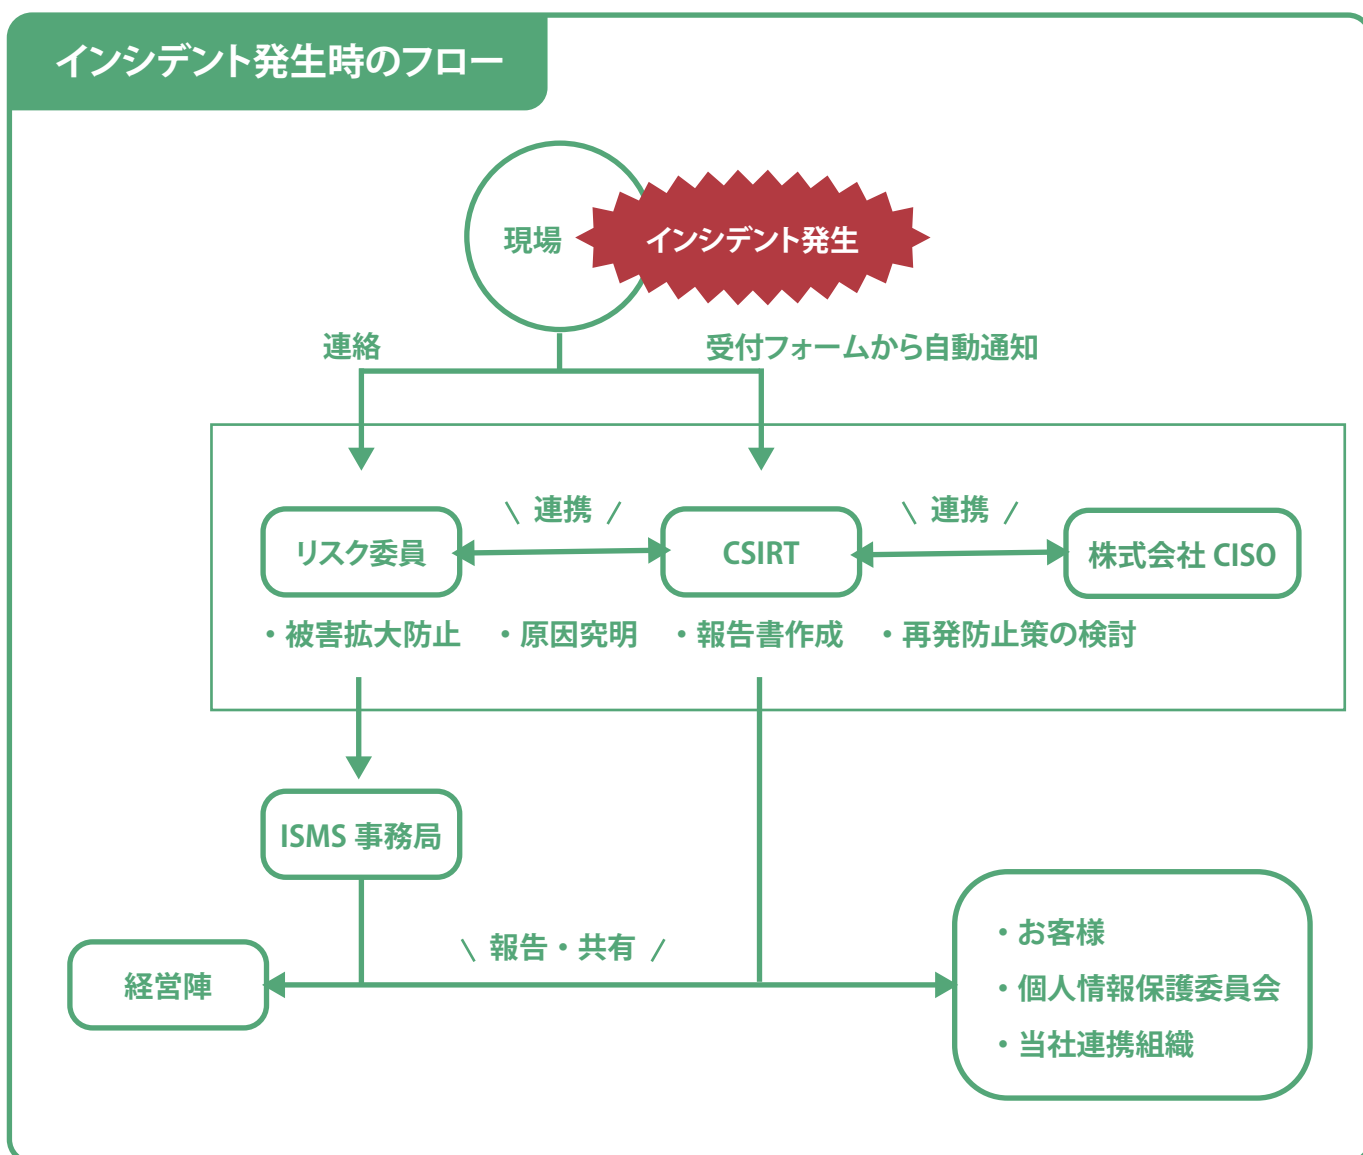 インシデント発生時のフロー
現場
インシデント発生
連絡
受付フォームから自動通知
\ 連携 /
\ 連携 /
リスク委員
CSIRT
株式会社 CISO
・被害拡大防止
・原因究明
・報告書作成
・再発防止策の検討
ISMS 事務局
\ 報告・共有 /
経営陣
・お客様
・個人情報保護委員会
・当社連携組織